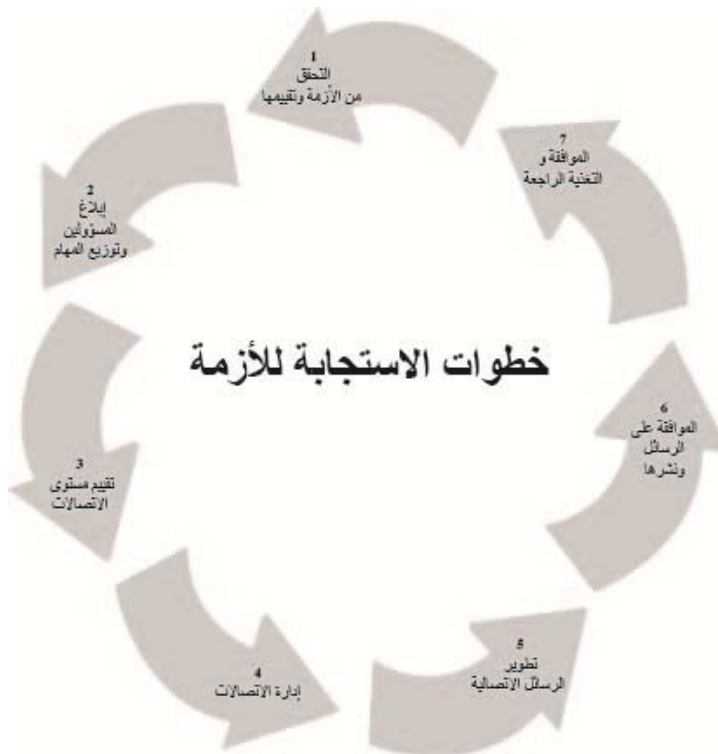 خطوات الاستجابة للأزمة
1
التحقق
من الأزمة وتقييمها
2
إبلاغ
المسؤولين
وتوزيع المهام
3
تقييم مستوى
الاتصالات
4
إدارة الاتصالات
5
تطوير
الرسائل الاتصالية
6
الموافقة على
الرسائل
ونشرها
7
الموافقة و
التغذية الراجعة